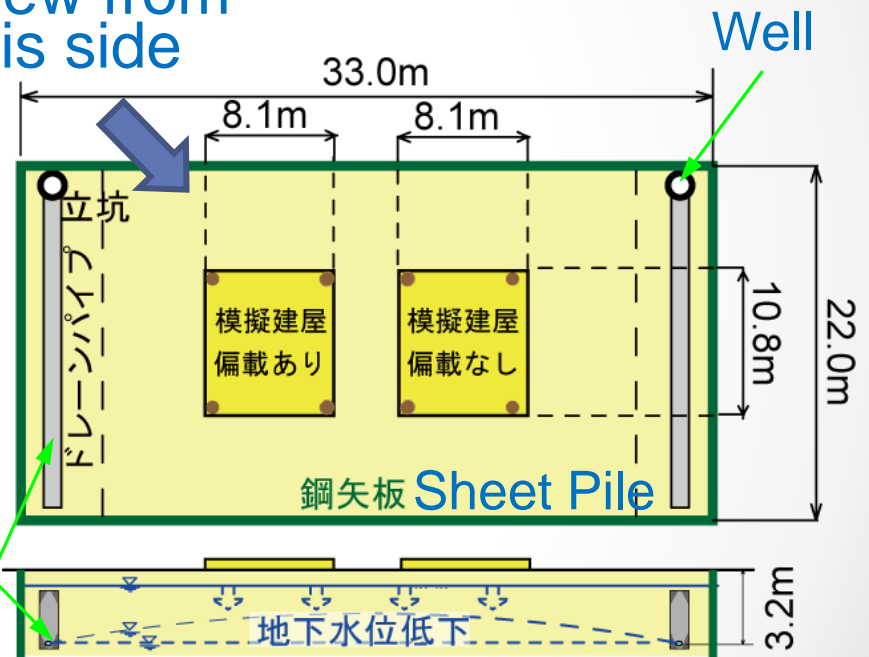 ew from
is side
Well
33.0m
8.1m
8.1m
立坑
ドレーンパイプ
模擬建屋
偏載あり
模擬建屋
偏載なし
10.8m
22.0m
鋼矢板 Sheet Pile
地下水位低下
3.2m